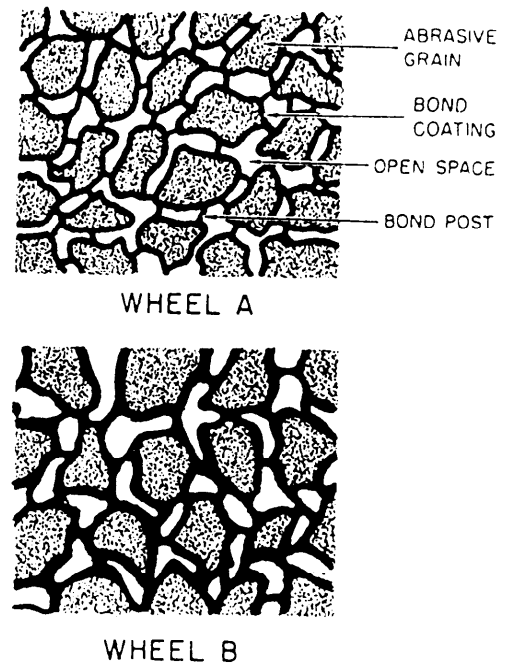 ABRASIVE
GRAIN
BOND
COATING
OPEN SPACE
BOND POST
WHEEL A
WHEEL B